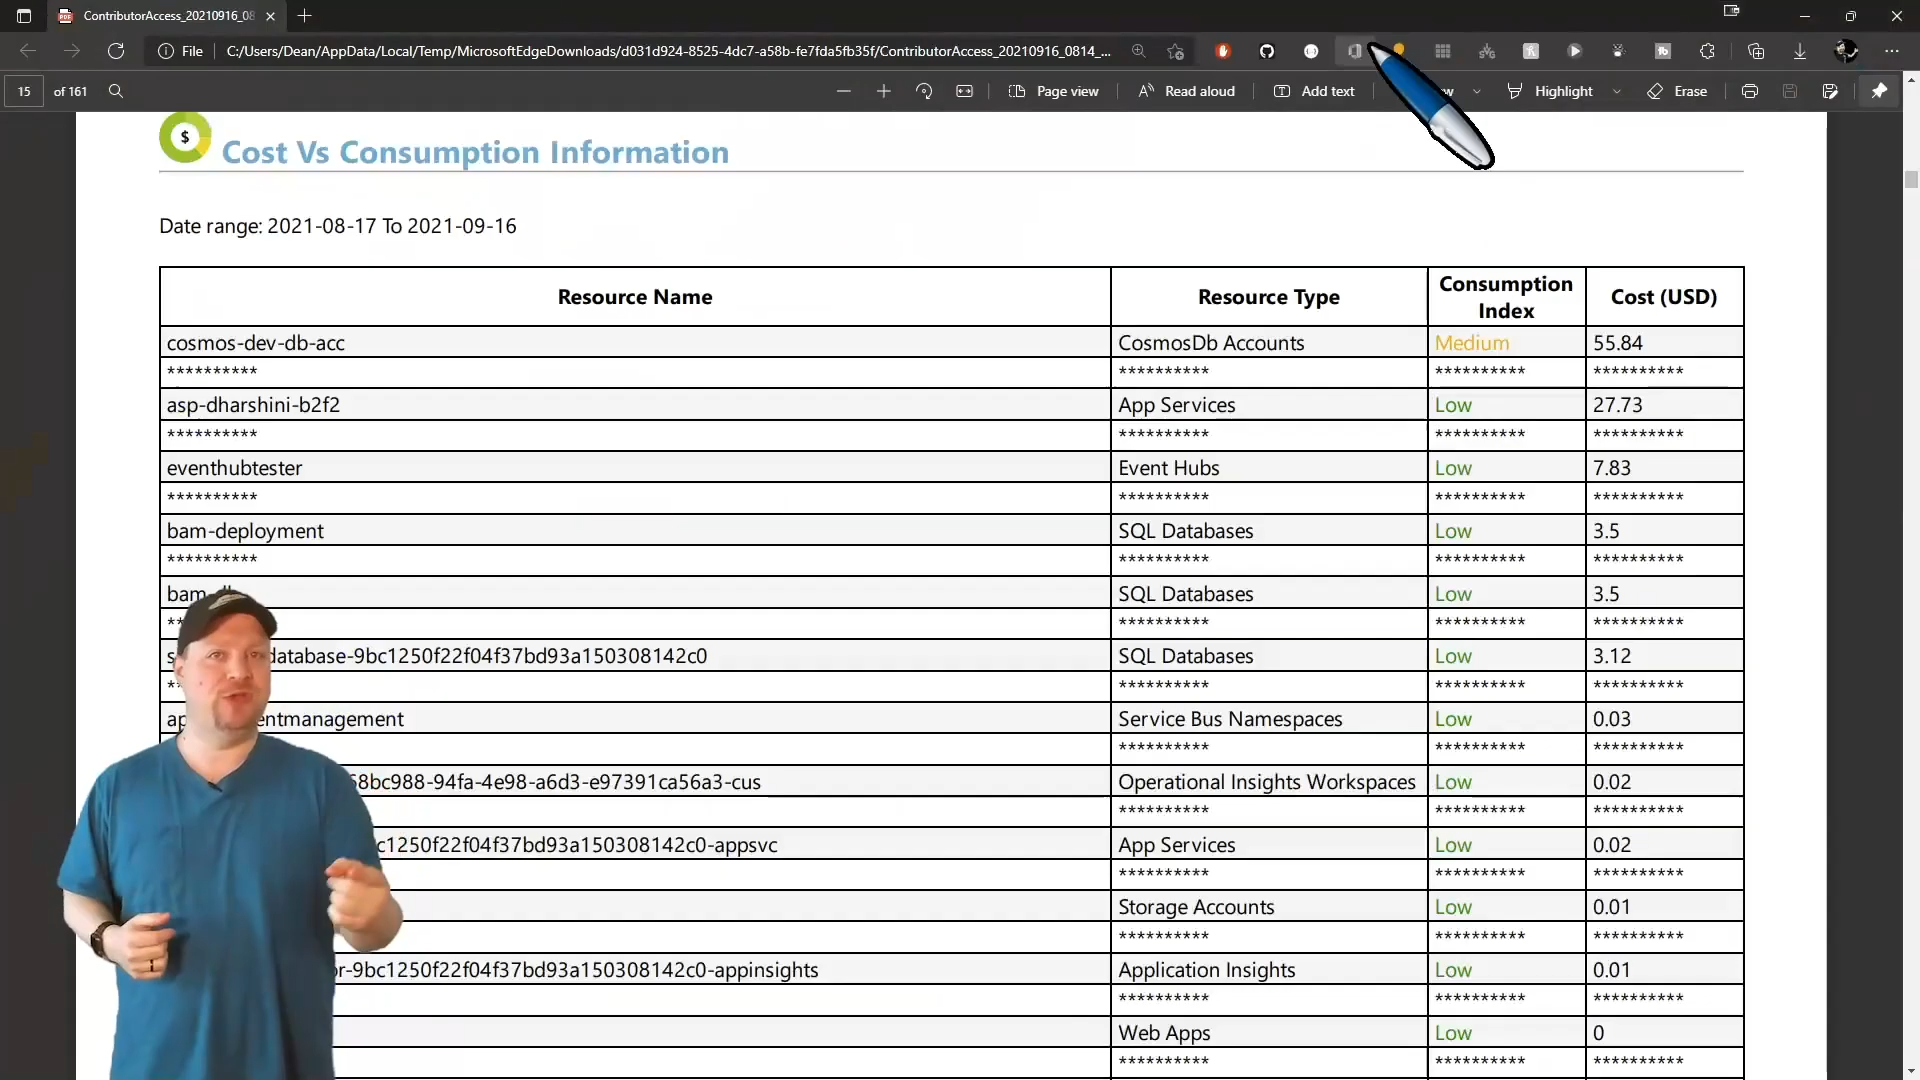 ContributorAccess_20210916_08
File C:/Users/Dean/AppData/Local/Temp/MicrosoftEdgeDownloads/d031d924-8525-4dc7-a58b-fe7fda5fb35f/ContributorAccess_20210916_0814_...
15 of 161 Page view Read aloud Add text Highlight Erase
$ Cost Vs Consumption Information
Date range: 2021-08-17 To 2021-09-16
Resource Name Resource Type Consumption Index Cost (USD)
cosmos-dev-db-acc CosmosDb Accounts Medium 55.84
********** ********** ********** **********
asp-dharshini-b2f2 App Services Low 27.73
********** ********** ********** **********
eventhubtester Event Hubs Low 7.83
********** ********** ********** **********
bam-deployment SQL Databases Low 3.5
********** ********** ********** **********
bam- SQL Databases Low 3.5
** ********** ********** **********
database-9bc1250f22f04f37bd93a150308142c0 SQL Databases Low 3.12
** ********** ********** **********
entmanagement Service Bus Namespaces Low 0.03
********** ********** **********
8bc988-94fa-4e98-a6d3-e97391ca56a3-cus Operational Insights Workspaces Low 0.02
********** ********** **********
c1250f22f04f37bd93a150308142c0-appsvc App Services Low 0.02
********** ********** **********
Storage Accounts Low 0.01
********** ********** **********
r-9bc1250f22f04f37bd93a150308142c0-appinsights Application Insights Low 0.01
********** ********** **********
Web Apps Low 0
********** ********** **********